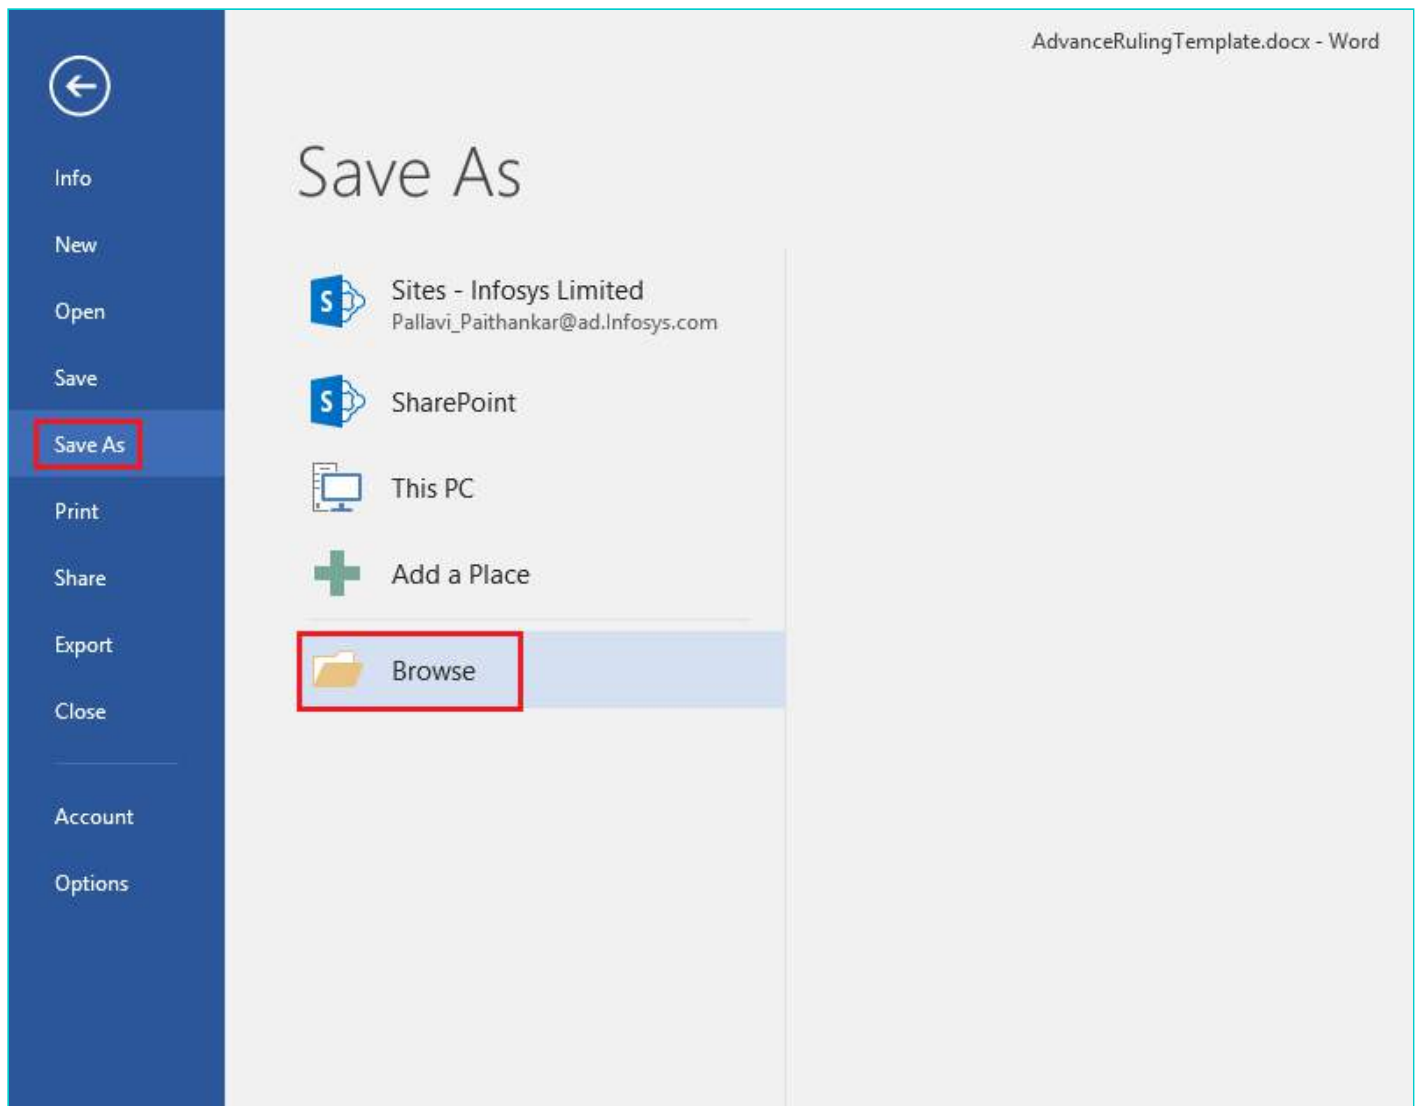 AdvanceRulingTemplate.docx - Word
Info
New
Open
Save
Save As
Print
Share
Export
Close
Account
Options
Save As
S
Sites - Infosys Limited
Pallavi_Paithankar@ad.Infosys.com
S
SharePoint
This PC
Add a Place
Browse